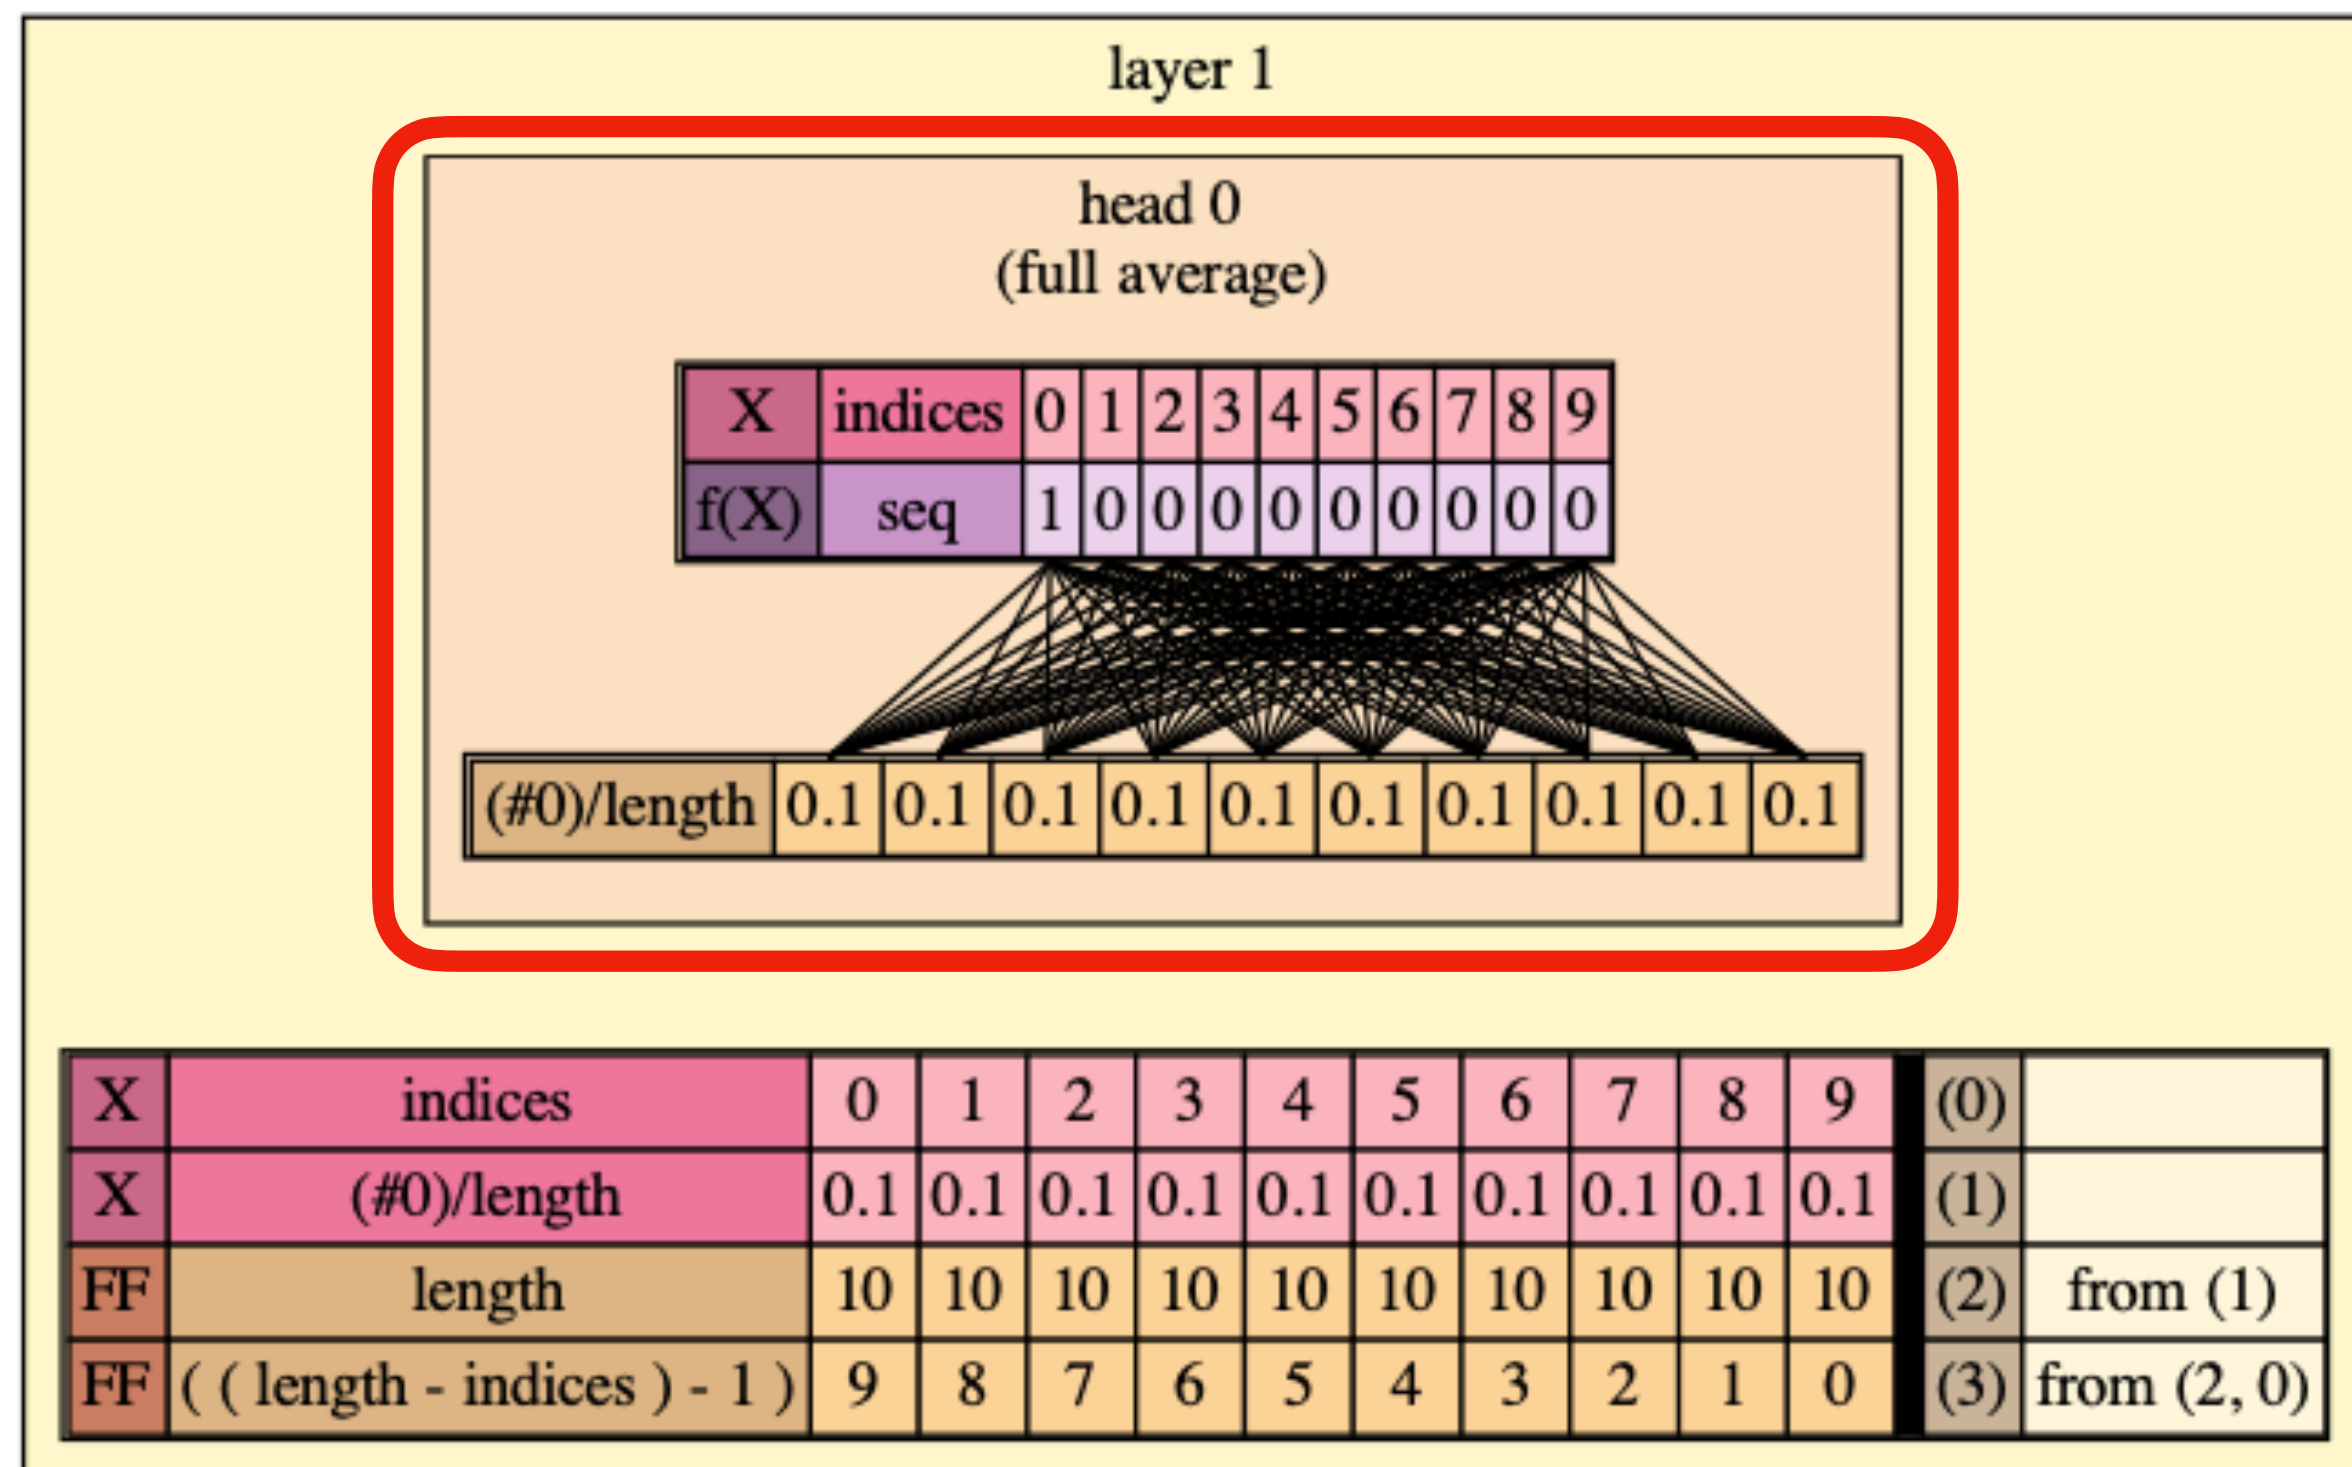 layer 1
head 0
(full average)
X indices 0 1 2 3 4 5 6 7 8 9
f(X) seq 1 0 0 0 0 0 0 0 0 0
(#0)/length 0.1 0.1 0.1 0.1 0.1 0.1 0.1 0.1 0.1 0.1
X indices 0 1 2 3 4 5 6 7 8 9 (0)
X (#0)/length 0.1 0.1 0.1 0.1 0.1 0.1 0.1 0.1 0.1 0.1 (1)
FF length 10 10 10 10 10 10 10 10 10 10 (2) from (1)
FF ( ( length - indices ) - 1 ) 9 8 7 6 5 4 3 2 1 0 (3) from (2, 0)